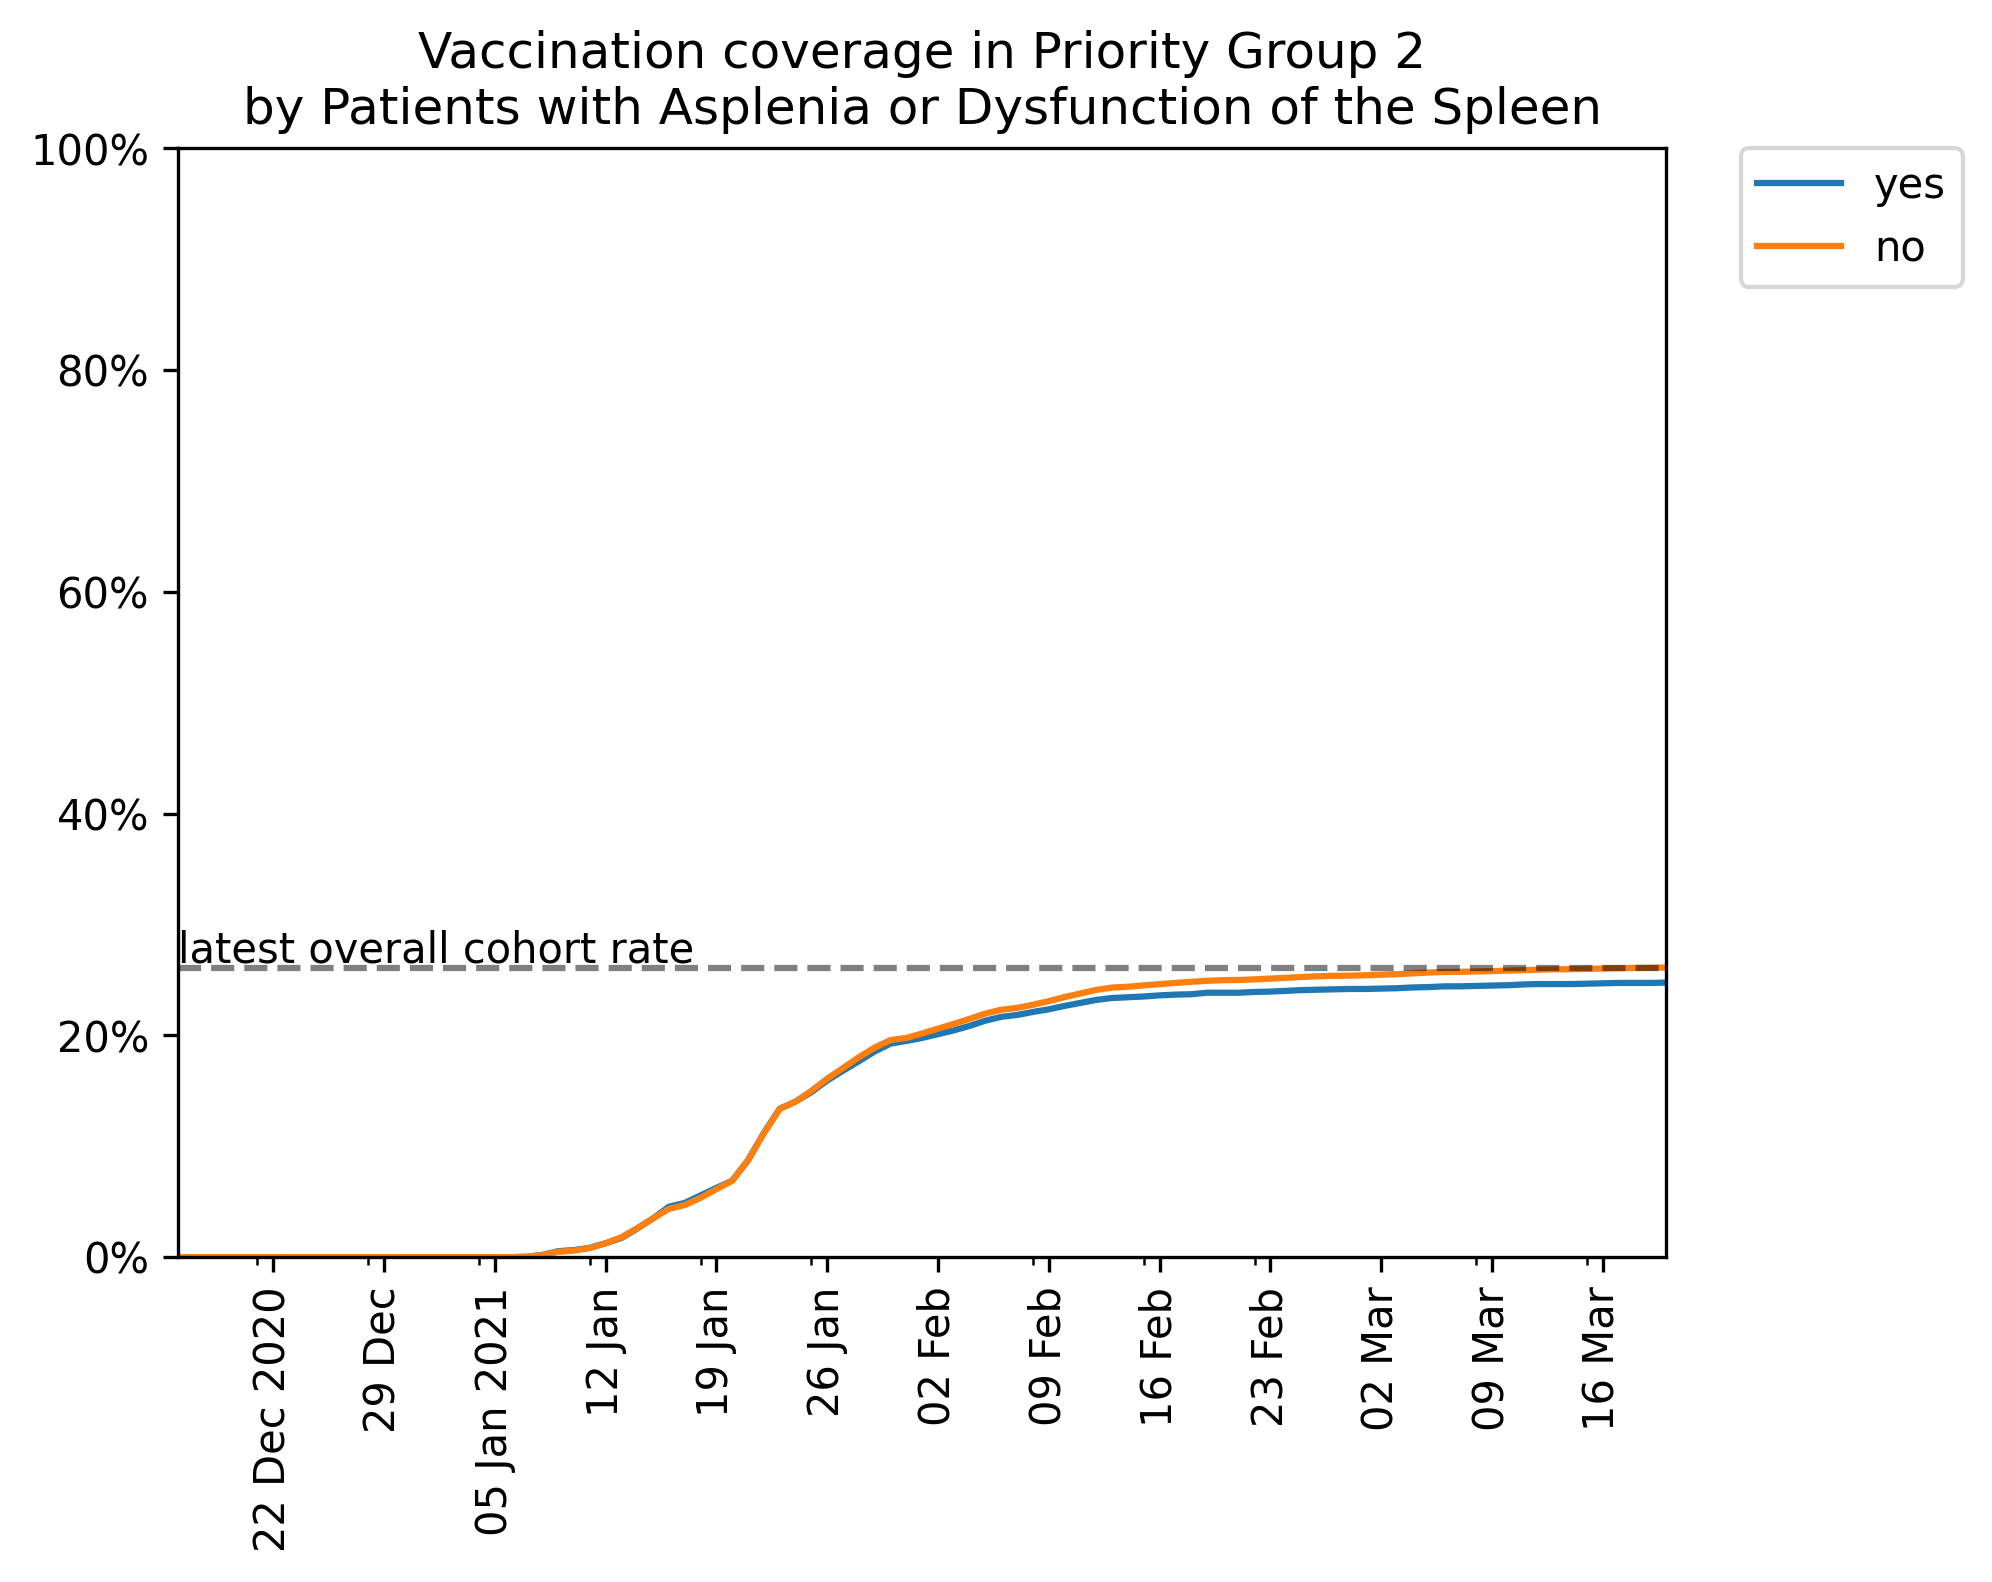 Vaccination coverage in Priority Group 2
by Patients with Asplenia or Dysfunction of the Spleen
100%
80%
60%
40%
20%
0%
yes
no
latest overall cohort rate
22 Dec 2020
29 Dec
05 Jan 2021
12 Jan
19 Jan
26 Jan
02 Feb
09 Feb
16 Feb
23 Feb
02 Mar
09 Mar
16 Mar